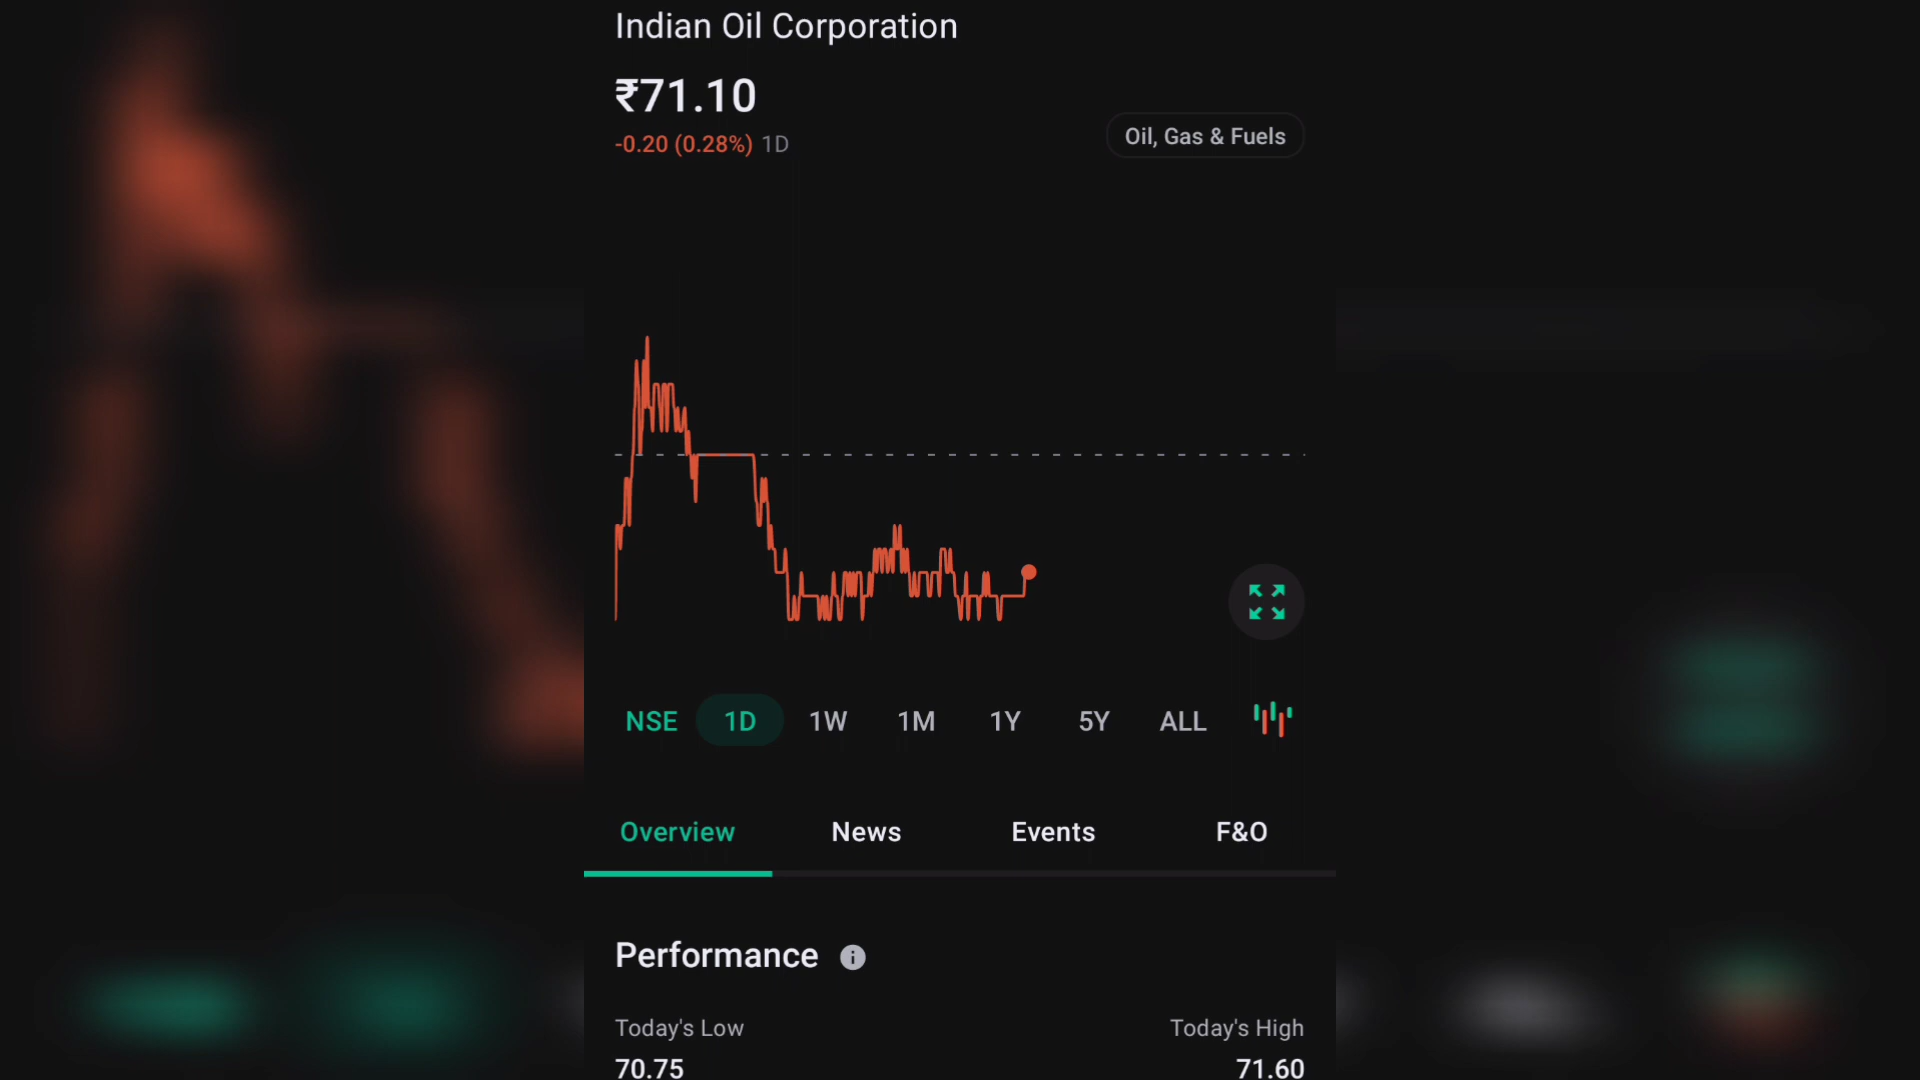 Indian Oil Corporation
₹71.10
-0.20 (0.28%) 1D
Oil, Gas & Fuels
NSE 1D 1W 1M 1Y 5Y ALL
Overview News Events F&O
Performance
Today's Low Today's High
70.75 71.60